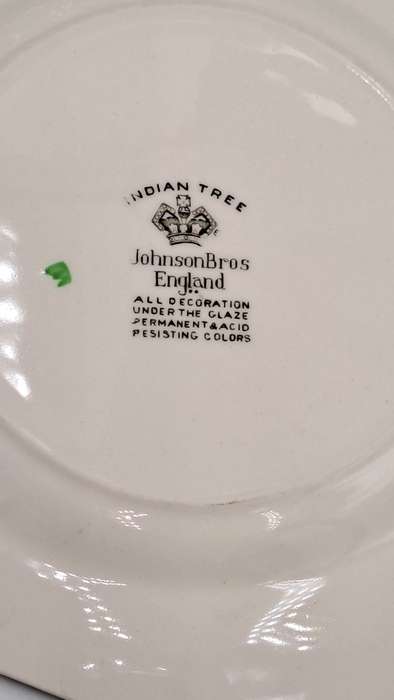 INDIAN TREE
JohnsonBros
England
ALL DECORATION
UNDER THE GLAZE
PERMANENT & ACID
RESISTING COLORS